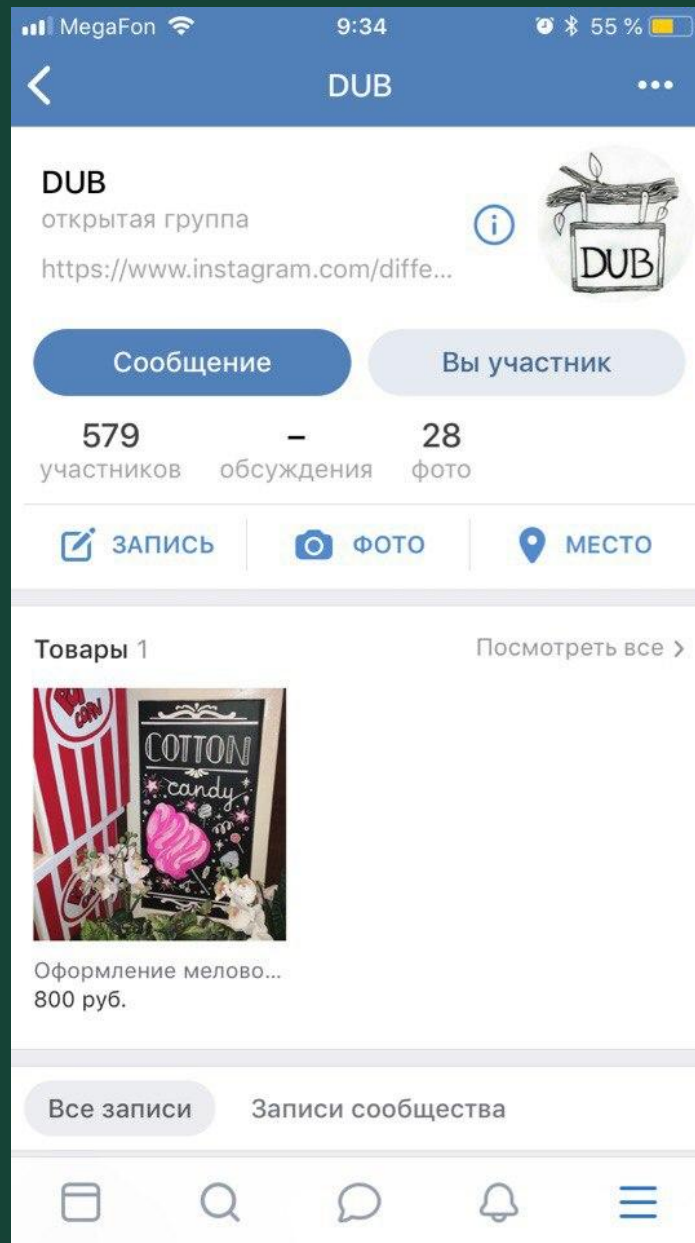 MegaFon 9:34 55 %
DUB
DUB
открытая группа
https://www.instagram.com/diffe...
DUB
Сообщение Вы участник
579 – 28
участников обсуждения фото
ЗАПИСЬ ФОТО МЕСТО
Товары 1 Посмотреть все
POP
CORN
COTTON
candy
Оформление мелово...
800 руб.
Все записи Записи сообщества